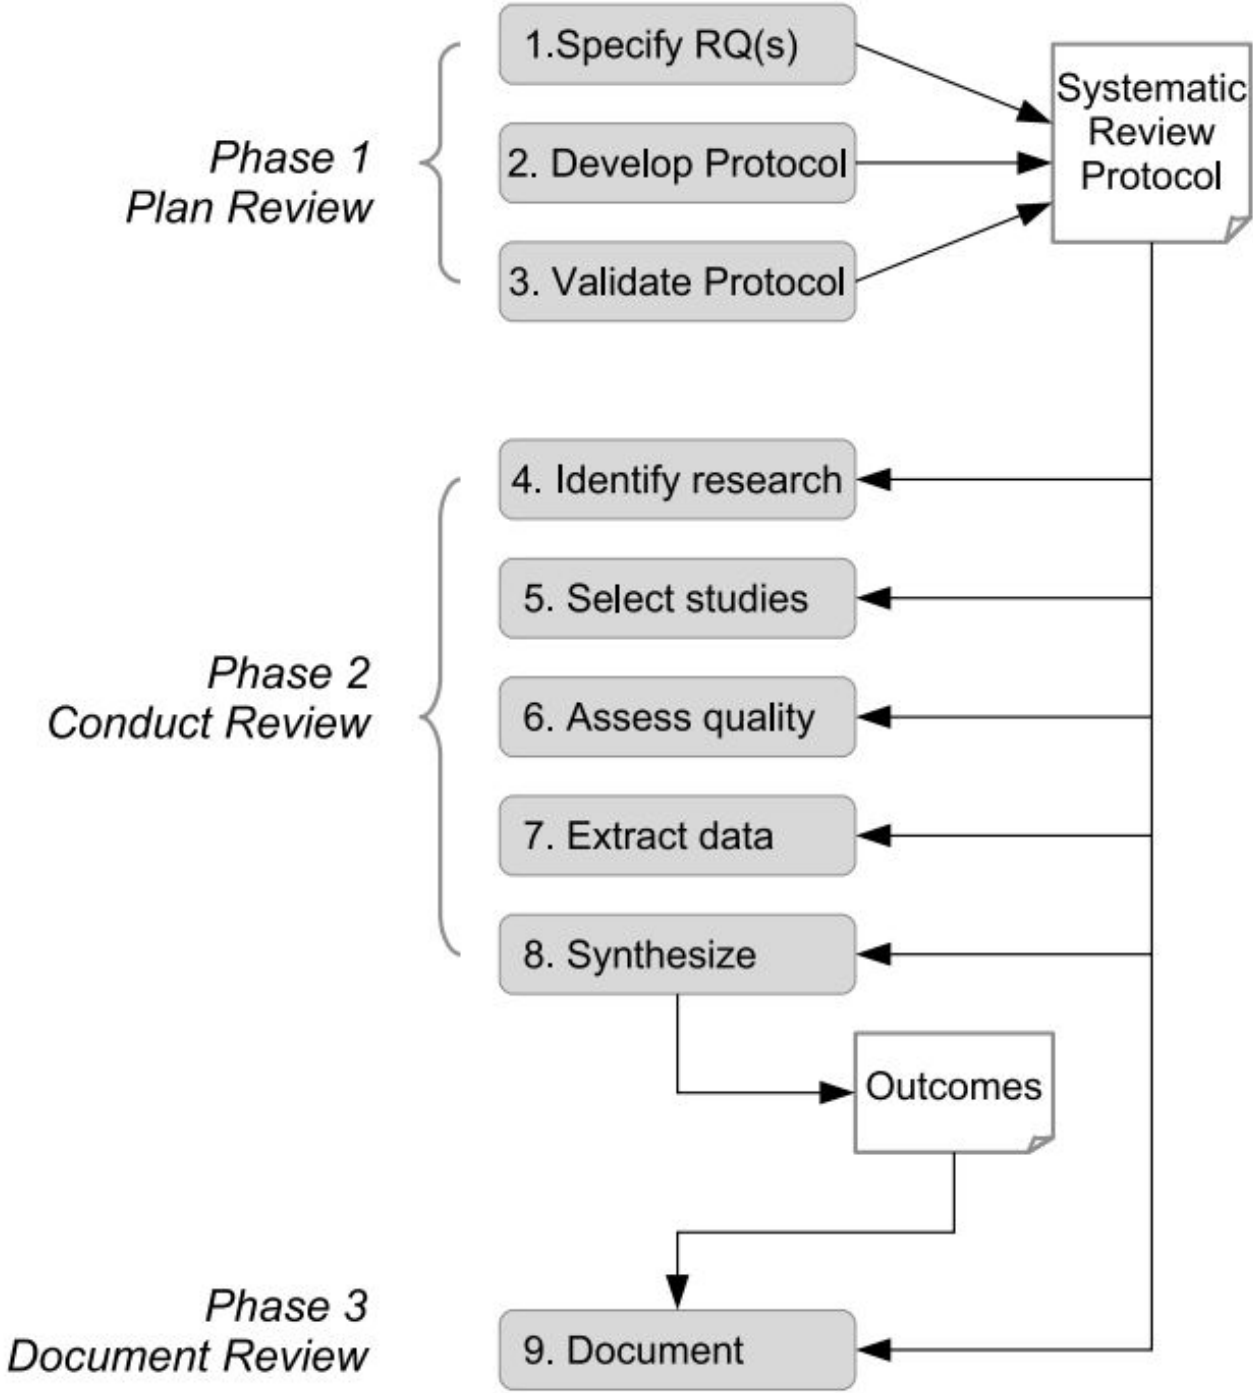 1.Specify RQ(s)
Systematic
Review
Protocol
Phase 1
Plan Review
2. Develop Protocol
3. Validate Protocol
4. Identify research
5. Select studies
Phase 2
Conduct Review
6. Assess quality
7. Extract data
8. Synthesize
Outcomes
Phase 3
Document Review
9. Document